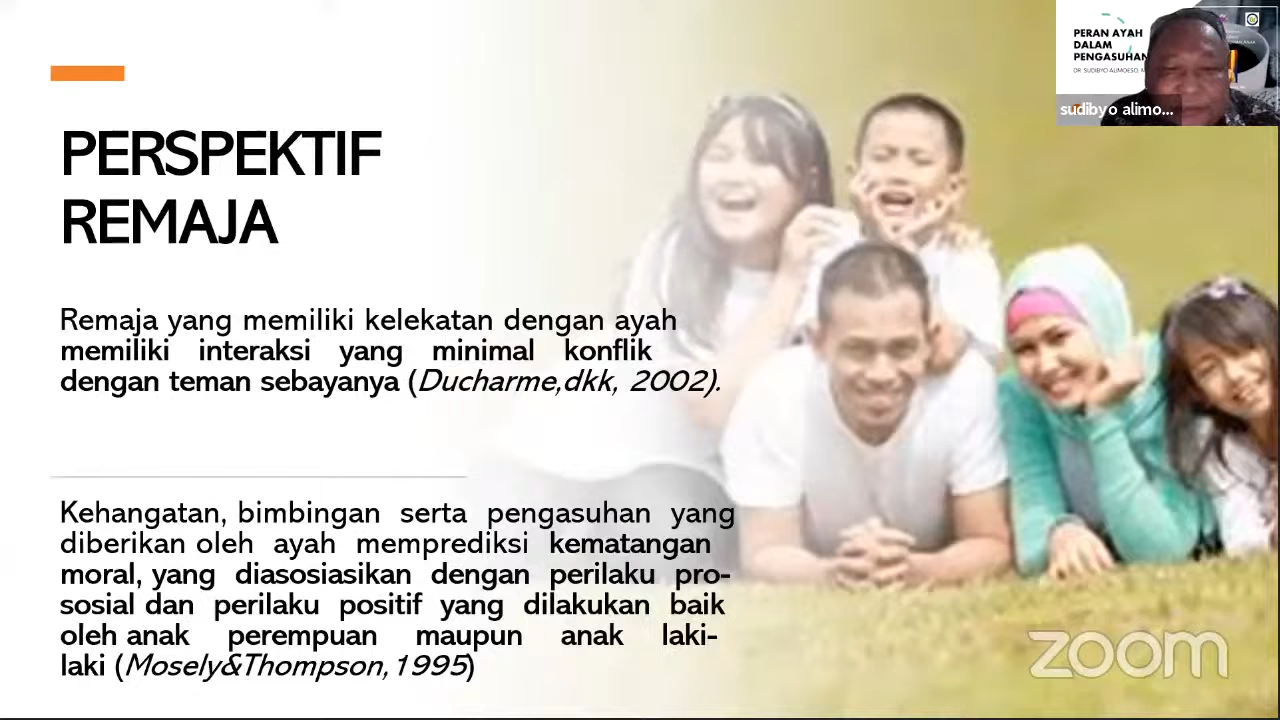 PERSPEKTIF
REMAJA
Remaja yang memiliki kelekatan dengan ayah
memiliki interaksi yang minimal konflik
dengan teman sebayanya (Ducharme,dkk, 2002).
Kehangatan, bimbingan serta pengasuhan yang
diberikan oleh ayah memprediksi kematangan
moral, yang diasosiasikan dengan perilaku pro-
sosial dan perilaku positif yang dilakukan baik
oleh anak perempuan maupun anak laki-
laki (Mosely&Thompson,1995)
PERAN AYAH
DALAM
PENGASUHAN
DR. SUDIBYO ALIMOESO,
sudibyo alimo...
zoom